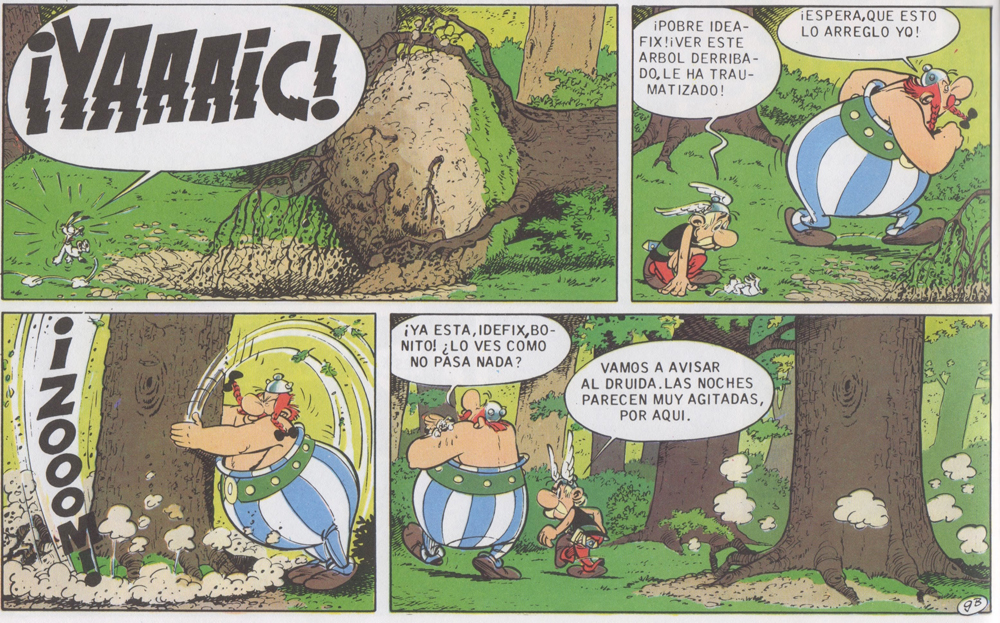 ¡YAAAIC!
¡POBRE IDEA-
FIX!¡VER ESTE
ARBOL DERRIBA-
DO,LE HA TRAU-
MATIZADO!
¡ESPERA,QUE ESTO
LO ARREGLO YO!
¡ZOOOM!
¡YA ESTA, IDEFIX,BO-
NITO! ¿LO VES COMO
NO PASA NADA?
VAMOS A AVISAR
AL DRUIDA.LAS NOCHES
PARECEN MUY AGITADAS,
POR AQUI.
9B